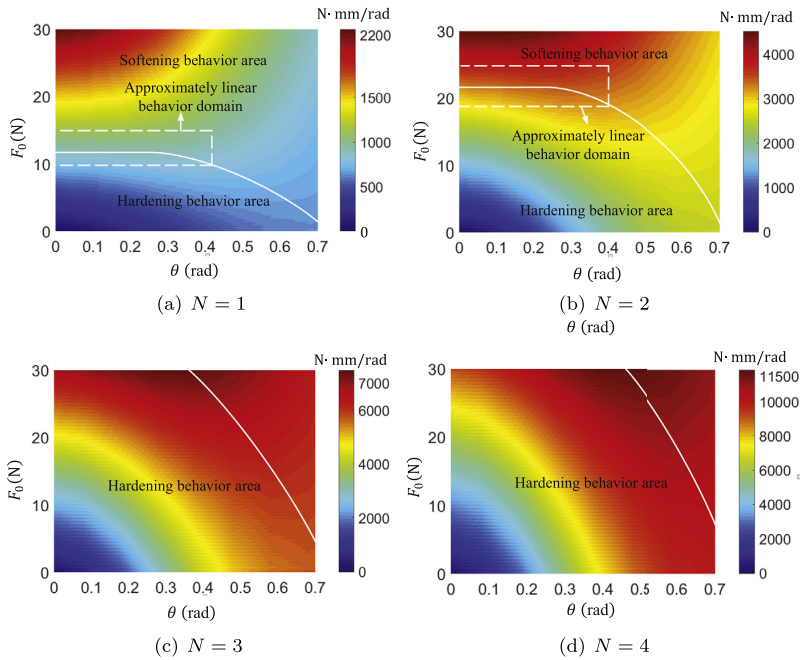 N· mm/rad
30
20
10
0
F₀(N)
Softening behavior area
Approximately linear
behavior domain
Hardening behavior area
0 0.1 0.2 0.3 0.4 0.5 0.6 0.7
θ (rad)
2200
1500
1000
500
0
(a) N = 1
N· mm/rad
30
20
10
0
F₀(N)
Softening behavior area
Approximately linear
behavior domain
Hardening behavior area
0 0.1 0.2 0.3 0.4 0.5 0.6 0.7
θ (rad)
4000
3000
2000
1000
0
(b) N = 2
θ (rad)
N· mm/rad
30
20
10
0
F₀(N)
Hardening behavior area
0 0.1 0.2 0.3 0.4 0.5 0.6 0.7
θ (rad)
7000
6000
4000
2000
0
(c) N = 3
N· mm/rad
30
20
10
0
F₀(N)
Hardening behavior area
0 0.1 0.2 0.3 0.4 0.5 0.6 0.7
θ (rad)
11500
10000
8000
6000
4000
2000
0
(d) N = 4